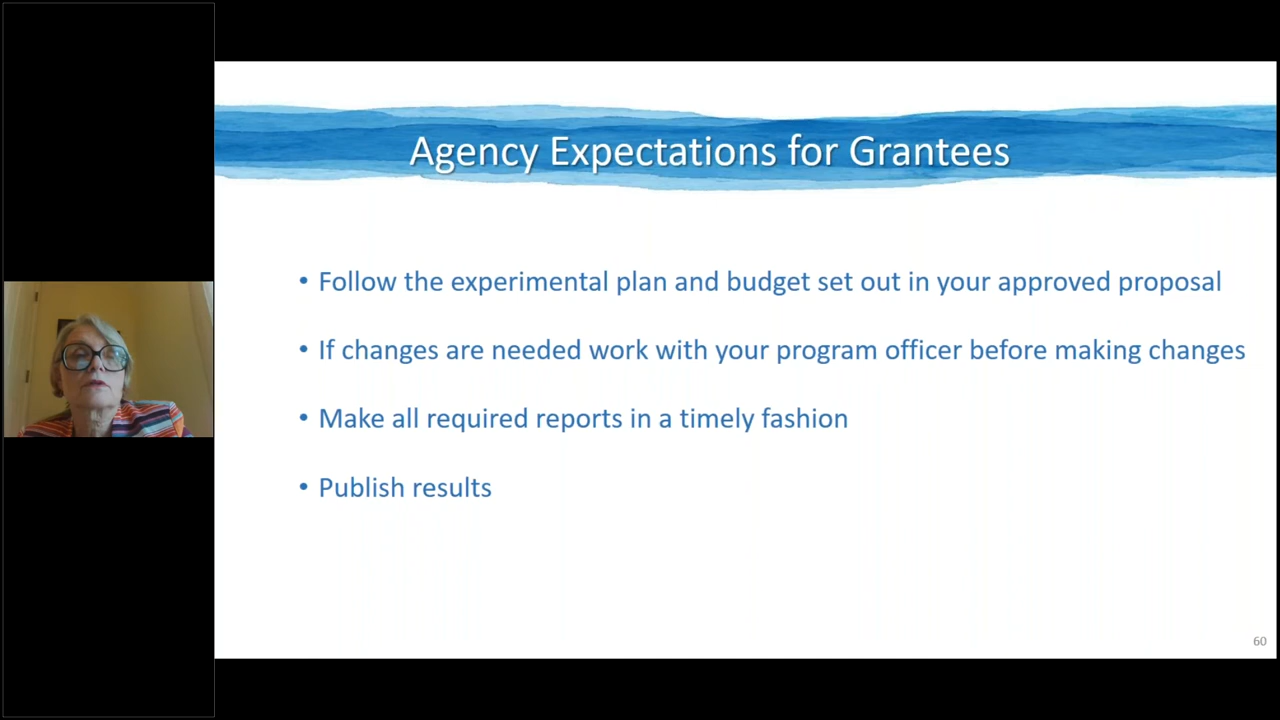 Agency Expectations for Grantees
• Follow the experimental plan and budget set out in your approved proposal
• If changes are needed work with your program officer before making changes
• Make all required reports in a timely fashion
• Publish results
60